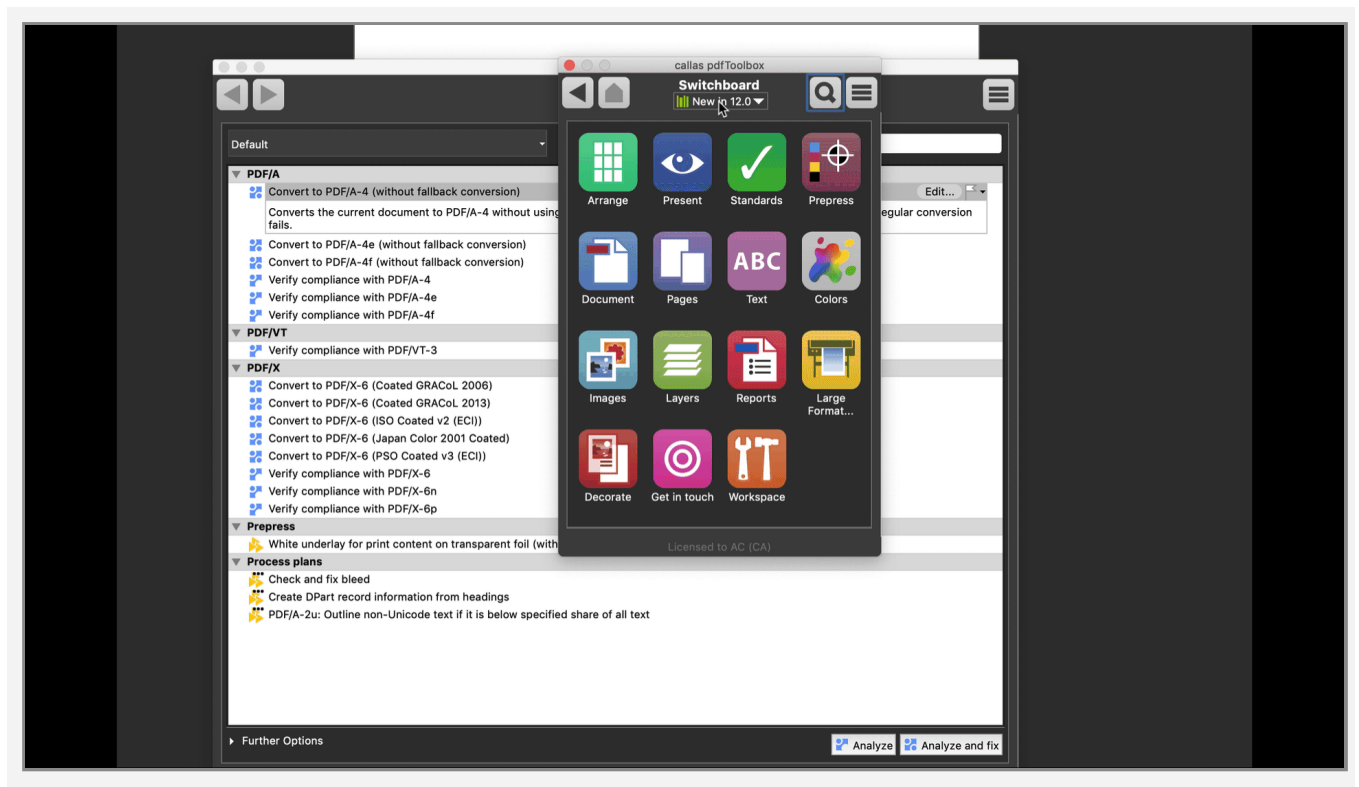 callas pdfToolbox
Switchboard
New in 12.0
Default
PDF/A
Convert to PDF/A-4 (without fallback conversion)
Edit...
Converts the current document to PDF/A-4 without using
egular conversion
fails.
Convert to PDF/A-4e (without fallback conversion)
Convert to PDF/A-4f (without fallback conversion)
Verify compliance with PDF/A-4
Verify compliance with PDF/A-4e
Verify compliance with PDF/A-4f
PDF/VT
Verify compliance with PDF/VT-3
PDF/X
Convert to PDF/X-6 (Coated GRACoL 2006)
Convert to PDF/X-6 (Coated GRACoL 2013)
Convert to PDF/X-6 (ISO Coated v2 (ECI))
Convert to PDF/X-6 (Japan Color 2001 Coated)
Convert to PDF/X-6 (PSO Coated v3 (ECI))
Verify compliance with PDF/X-6
Verify compliance with PDF/X-6n
Verify compliance with PDF/X-6p
Prepress
White underlay for print content on transparent foil (with
Process plans
Check and fix bleed
Create DPart record information from headings
PDF/A-2u: Outline non-Unicode text if it is below specified share of all text
Further Options
Analyze
Analyze and fix
Arrange
Present
Standards
Prepress
Document
Pages
ABC
Text
Colors
Images
Layers
Reports
Large
Format...
Decorate
Get in touch
Workspace
Licensed to AC (CA)